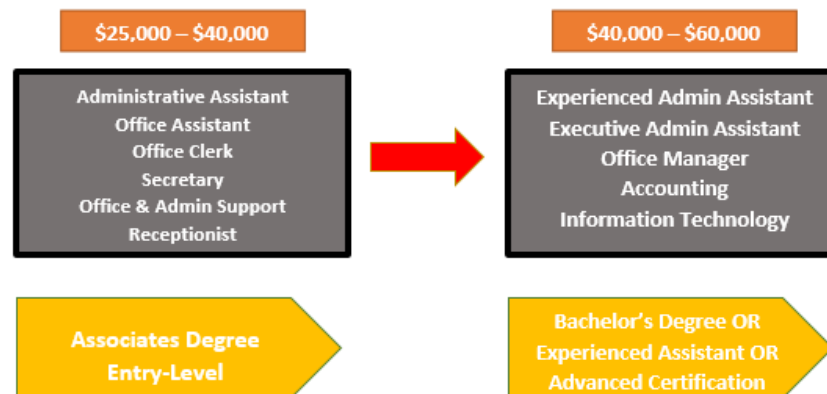 $25,000 – $40,000
Administrative Assistant
Office Assistant
Office Clerk
Secretary
Office & Admin Support
Receptionist
Associates Degree
Entry-Level
$40,000 – $60,000
Experienced Admin Assistant
Executive Admin Assistant
Office Manager
Accounting
Information Technology
Bachelor's Degree OR
Experienced Assistant OR
Advanced Certification